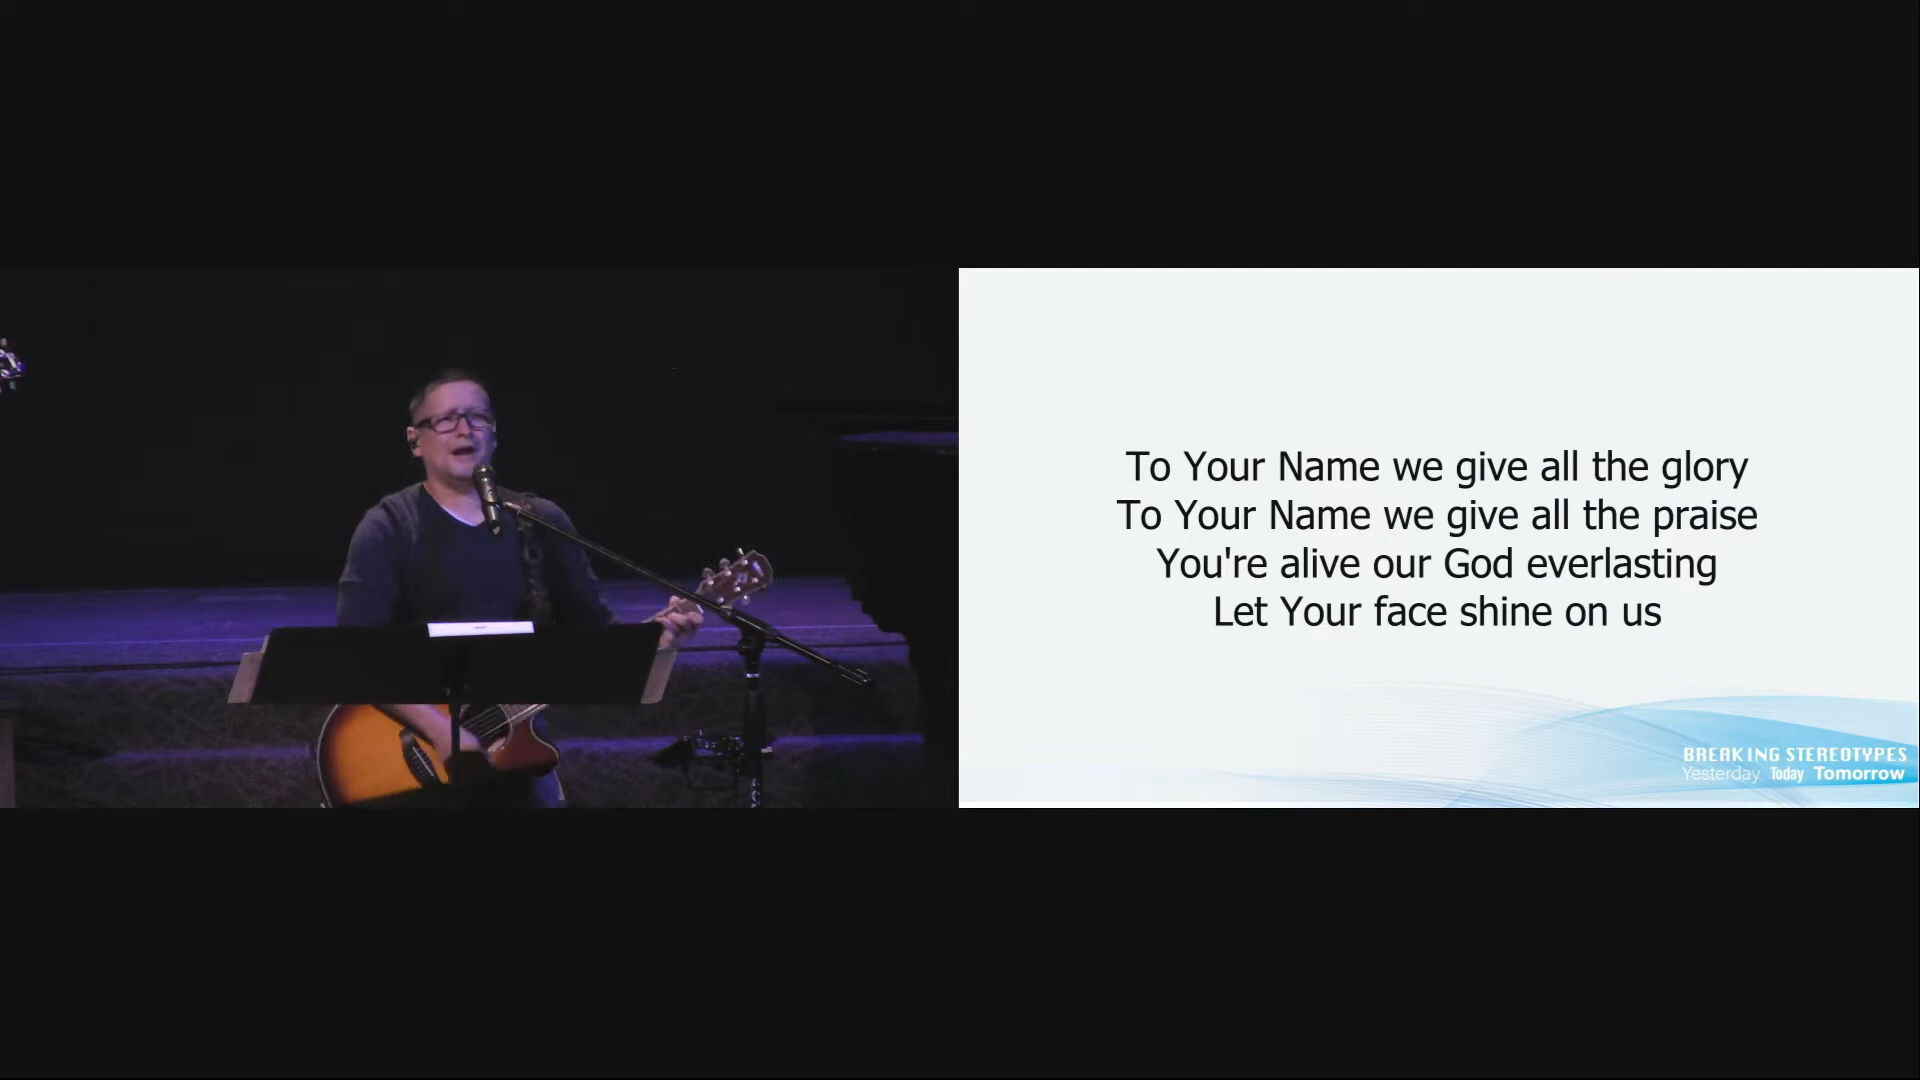 To Your Name we give all the glory
To Your Name we give all the praise
You're alive our God everlasting
Let Your face shine on us
BREAKING STEREOTYPES
Yesterday Today Tomorrow